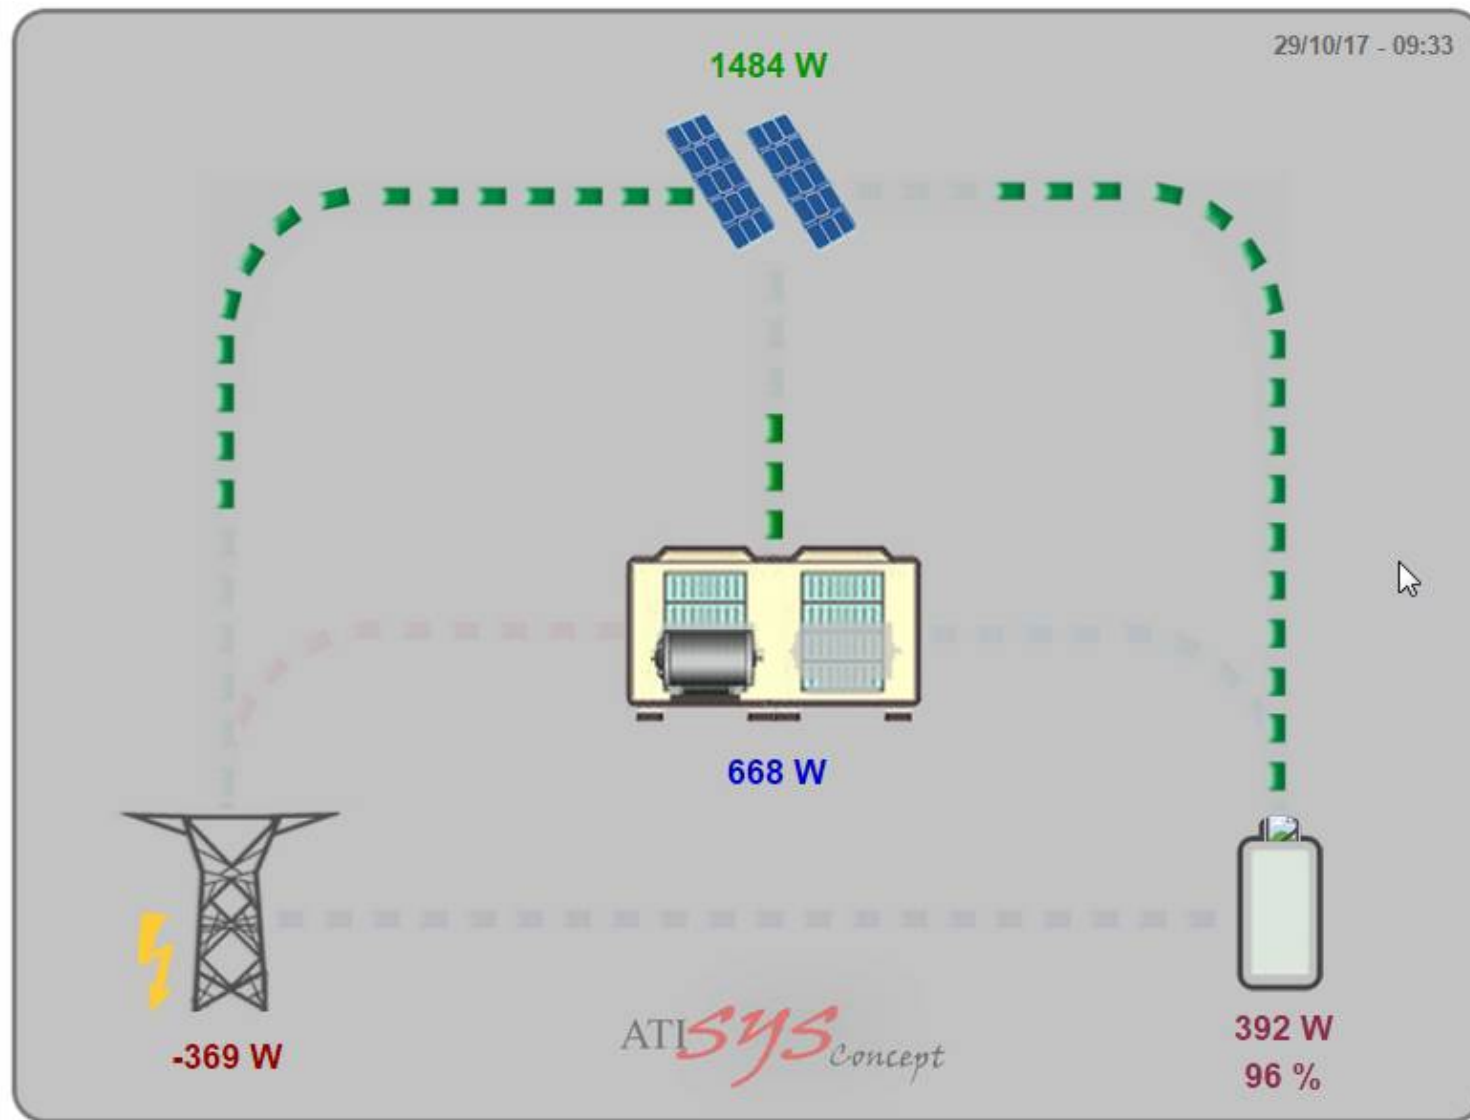 29/10/17 - 09:33
1484 W
668 W
ATISYS Concept
-369 W
392 W
96 %